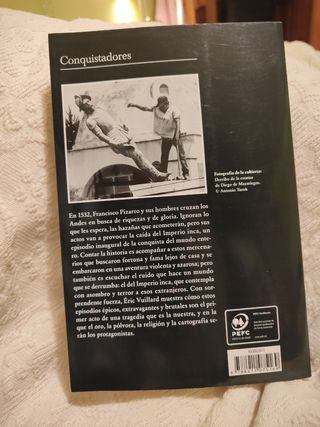 Conquistadores
Fotografía de la cubierta:
Derribo de la estatua
de Diego de Mazariegos.
© Antonio Turok
En 1532, Francisco Pizarro y sus hombres cruzan los
Andes en busca de riquezas y de gloria. Ignoran lo
que les espera, las hazañas que acometerán, pero sus
actos van a provocar la caída del Imperio inca, un
episodio inaugural de la conquista del mundo ente-
ro. Contar la historia es acompañar a estos mercena-
rios que buscaron fortuna y fama lejos de casa y se
embarcaron en una aventura violenta y azarosa; pero
también es escuchar el ruido que hace un mundo
que se derrumba: el del Imperio inca, que contempla
con asombro y terror a esos extranjeros. Con sor-
prendente fuerza, Éric Vuillard muestra cómo estos
episodios épicos, extravagantes y brutales son el pri-
mer acto de una tragedia que es la nuestra, y en la
que el oro, la pólvora, la religión y la cartografía se-
rán los protagonistas.
PEFC